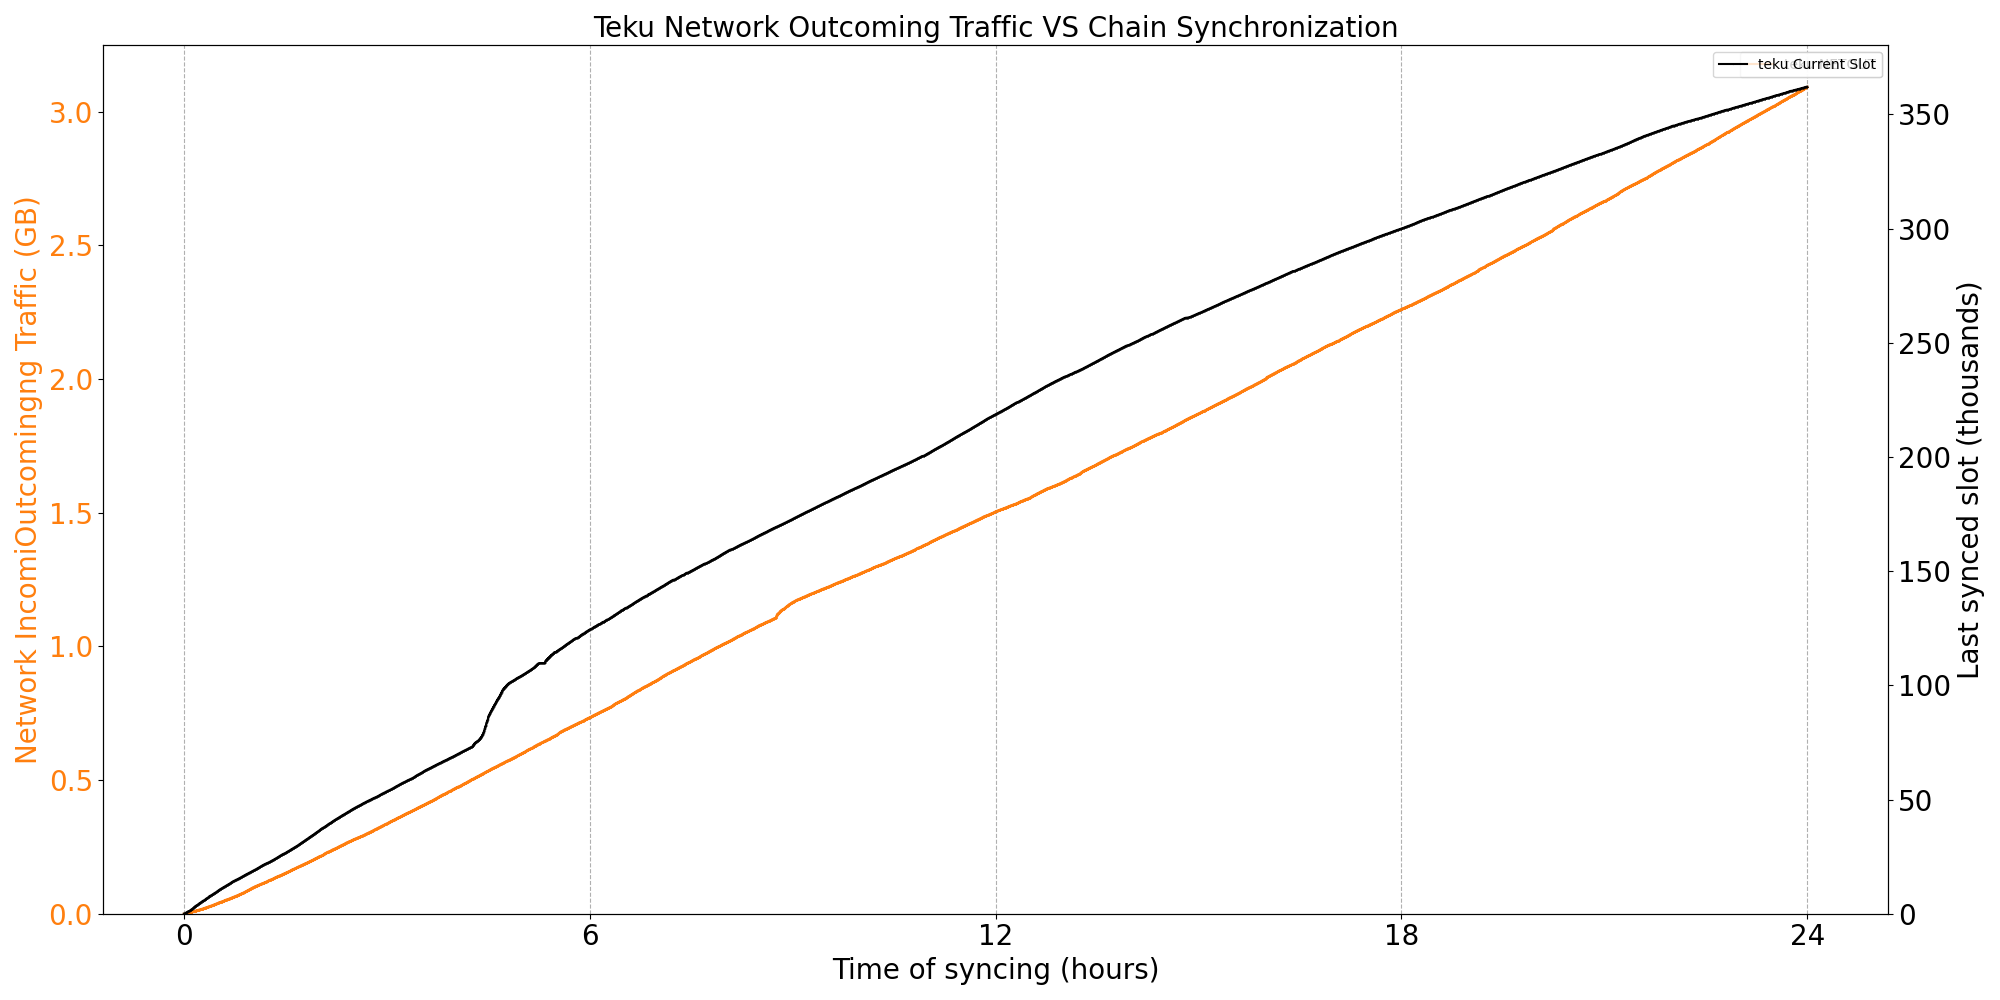 Teku Network Outcoming Traffic VS Chain Synchronization
teku Current Slot
3.0
2.5
2.0
1.5
1.0
0.5
0.0
Network IncomiOutcomingng Traffic (GB)
350
300
250
200
150
100
50
0
Last synced slot (thousands)
0 6 12 18 24
Time of syncing (hours)